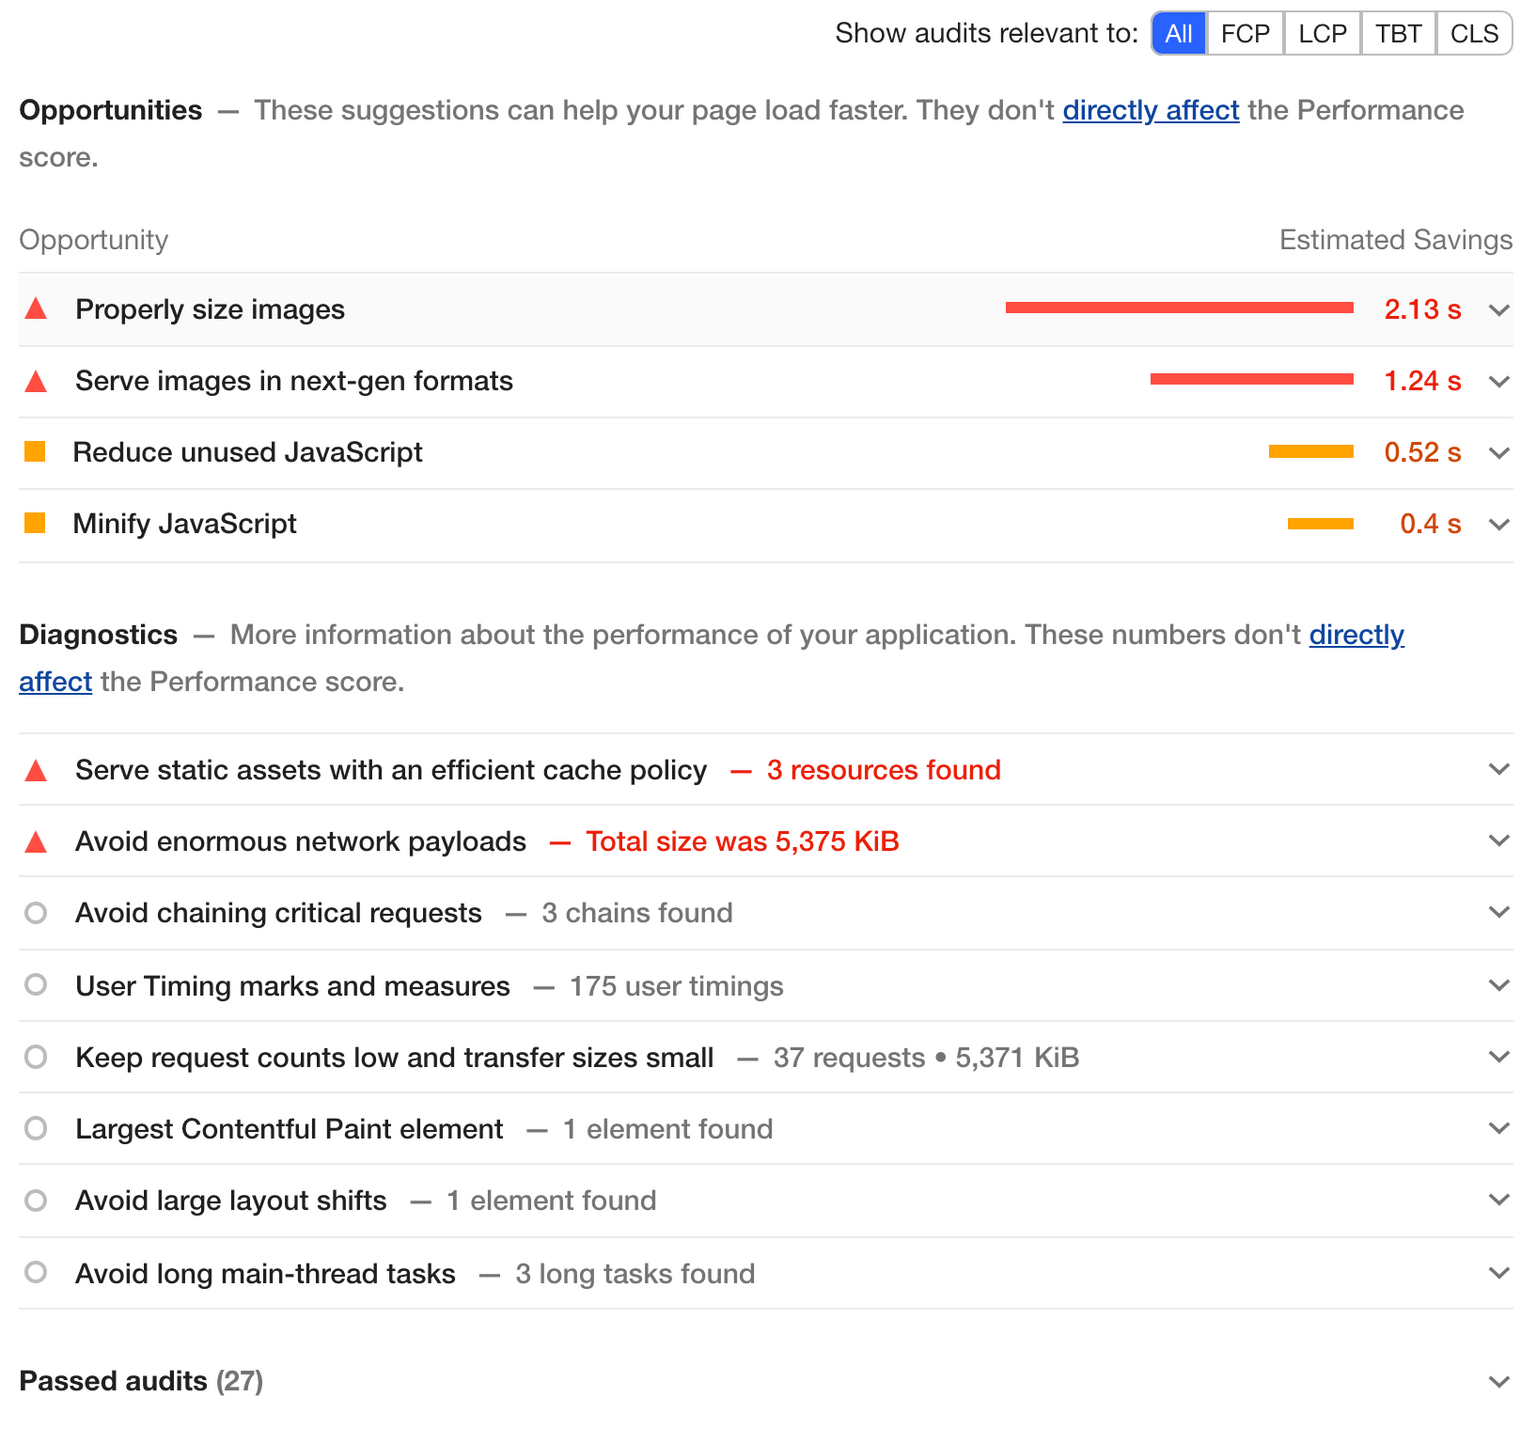 Show audits relevant to: All FCP LCP TBT CLS
Opportunities — These suggestions can help your page load faster. They don't directly affect the Performance
score.
Opportunity Estimated Savings
Properly size images 2.13 s
Serve images in next-gen formats 1.24 s
Reduce unused JavaScript 0.52 s
Minify JavaScript 0.4 s
Diagnostics — More information about the performance of your application. These numbers don't directly
affect the Performance score.
Serve static assets with an efficient cache policy — 3 resources found
Avoid enormous network payloads — Total size was 5,375 KiB
Avoid chaining critical requests — 3 chains found
User Timing marks and measures — 175 user timings
Keep request counts low and transfer sizes small — 37 requests • 5,371 KiB
Largest Contentful Paint element — 1 element found
Avoid large layout shifts — 1 element found
Avoid long main-thread tasks — 3 long tasks found
Passed audits (27)